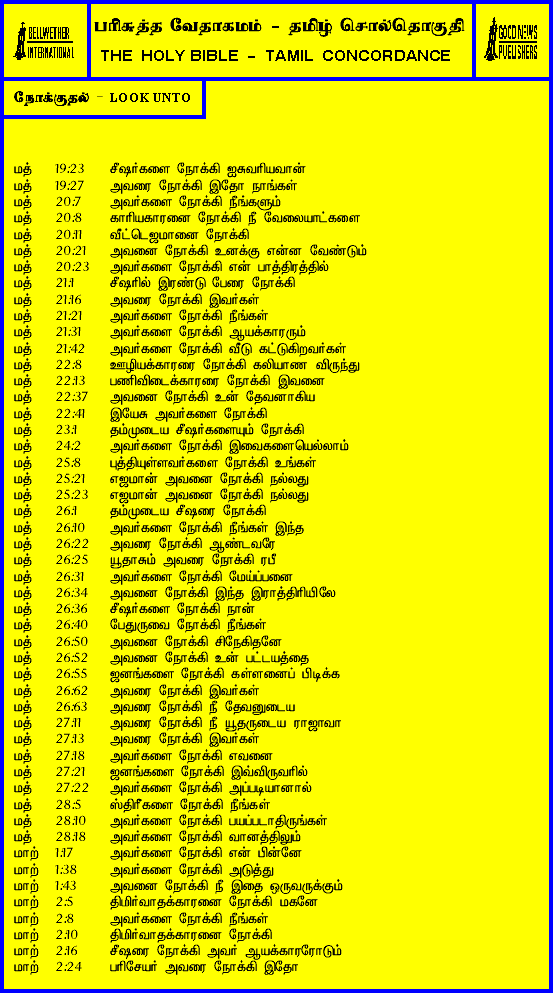 BELLWETHER
INTERNATIONAL
பரிசுத்த வேதாகமம் - தமிழ் சொல்தொகுதி
THE HOLY BIBLE - TAMIL CONCORDANCE
GOOD NEWS
PUBLISHERS
நோக்குதல் - LOOK UNTO
மத் 19:23 சீஷர்களை நோக்கி ஐசுவரியவான்
மத் 19:27 அவரை நோக்கி இதோ நாங்கள்
மத் 20:7 அவர்களை நோக்கி நீங்களும்
மத் 20:8 காரியகாரனை நோக்கி நீ வேலையாட்களை
மத் 20:11 வீட்டெஜமானை நோக்கி
மத் 20:21 அவனை நோக்கி உனக்கு என்ன வேண்டும்
மத் 20:23 அவர்களை நோக்கி என் பாத்திரத்தில்
மத் 21:1 சீஷரில் இரண்டு பேரை நோக்கி
மத் 21:16 அவரை நோக்கி இவர்கள்
மத் 21:21 அவர்களை நோக்கி நீங்கள்
மத் 21:31 அவர்களை நோக்கி ஆயக்காரரும்
மத் 21:42 அவர்களை நோக்கி வீடு கட்டுகிறவர்கள்
மத் 22:8 ஊழியக்காரரை நோக்கி கலியாண விருந்து
மத் 22:13 பணிவிடைக்காரரை நோக்கி இவனை
மத் 22:37 அவனை நோக்கி உன் தேவனாகிய
மத் 22:41 இயேசு அவர்களை நோக்கி
மத் 23:1 தம்முடைய சீஷர்களையும் நோக்கி
மத் 24:2 அவர்களை நோக்கி இவைகளையெல்லாம்
மத் 25:8 புத்தியுள்ளவர்களை நோக்கி உங்கள்
மத் 25:21 எஜமான் அவனை நோக்கி நல்லது
மத் 25:23 எஜமான் அவனை நோக்கி நல்லது
மத் 26:1 தம்முடைய சீஷரை நோக்கி
மத் 26:10 அவர்களை நோக்கி நீங்கள் இந்த
மத் 26:22 அவரை நோக்கி ஆண்டவரே
மத் 26:25 யூதாசும் அவரை நோக்கி ரபீ
மத் 26:31 அவர்களை நோக்கி மேய்ப்பனை
மத் 26:34 அவனை நோக்கி இந்த இராத்திரியிலே
மத் 26:36 சீஷர்களை நோக்கி நான்
மத் 26:40 பேதுருவை நோக்கி நீங்கள்
மத் 26:50 அவனை நோக்கி சிநேகிதனே
மத் 26:52 அவனை நோக்கி உன் பட்டயத்தை
மத் 26:55 ஜனங்களை நோக்கி கள்ளனைப் பிடிக்க
மத் 26:62 அவரை நோக்கி இவர்கள்
மத் 26:63 அவரை நோக்கி நீ தேவனுடைய
மத் 27:11 அவரை நோக்கி நீ யூதருடைய ராஜாவா
மத் 27:13 அவரை நோக்கி இவர்கள்
மத் 27:18 அவர்களை நோக்கி எவனை
மத் 27:21 ஜனங்களை நோக்கி இவ்விருவரில்
மத் 27:22 அவர்களை நோக்கி அப்படியானால்
மத் 28:5 ஸ்திரீகளை நோக்கி நீங்கள்
மத் 28:10 அவர்களை நோக்கி பயப்படாதிருங்கள்
மத் 28:18 அவர்களை நோக்கி வானத்திலும்
மாற் 1:17 அவர்களை நோக்கி என் பின்னே
மாற் 1:38 அவர்களை நோக்கி அடுத்து
மாற் 1:43 அவனை நோக்கி நீ இதை ஒருவருக்கும்
மாற் 2:5 திமிர்வாதக்காரனை நோக்கி மகனே
மாற் 2:8 அவர்களை நோக்கி நீங்கள்
மாற் 2:10 திமிர்வாதக்காரனை நோக்கி
மாற் 2:16 சீஷரை நோக்கி அவர் ஆயக்காரரோடும்
மாற் 2:24 பரிசேயர் அவரை நோக்கி இதோ